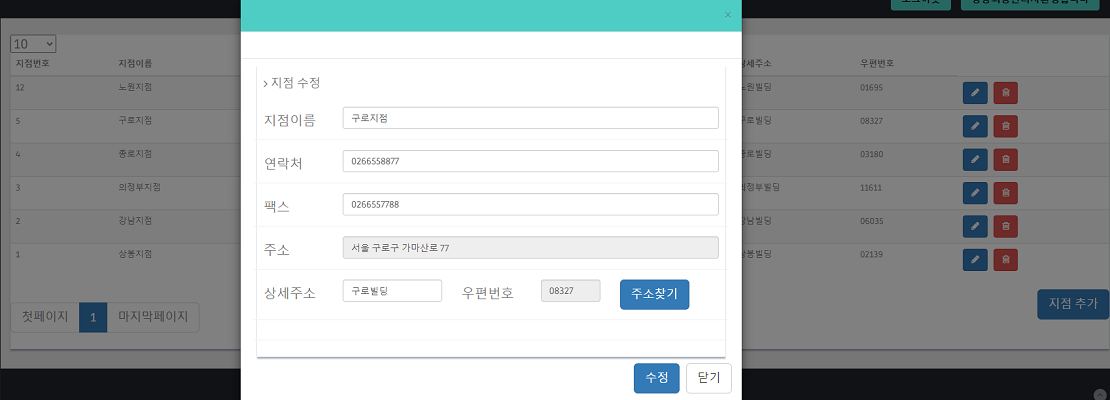 ×
10
지점번호 지점이름 상세주소 우편번호
> 지점 수정
12 노원지점 노원빌딩 01695
지점이름 구로지점
5 구로지점 구로빌딩 08327
4 종로지점 종로빌딩 03180
연락처 0266558877
3 의정부지점 의정부빌딩 11611
팩스 0266557788
2 강남지점 강남빌딩 06035
주소 서울 구로구 가마산로 77
1 상봉지점 상봉빌딩 02139
상세주소 구로빌딩 우편번호 08327 주소찾기
첫페이지 1 마지막페이지 지점 추가
수정 닫기